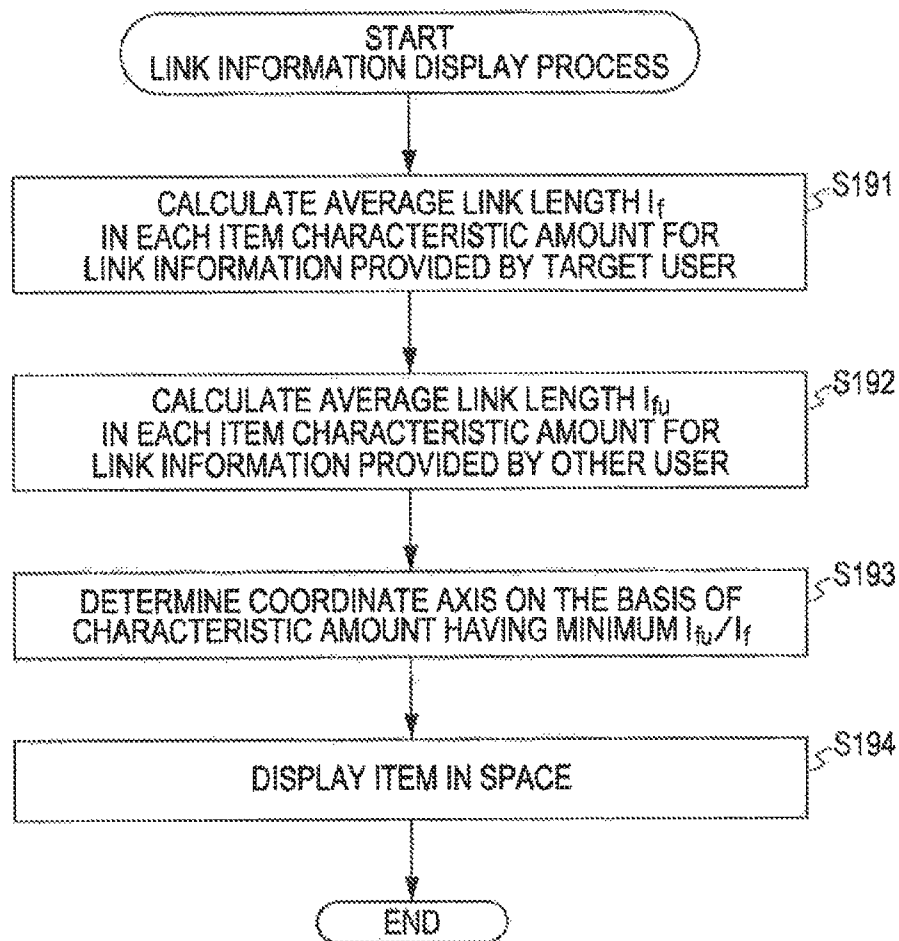 START
LINK INFORMATION DISPLAY PROCESS
CALCULATE AVERAGE LINK LENGTH lf
IN EACH ITEM CHARACTERISTIC AMOUNT FOR
LINK INFORMATION PROVIDED BY TARGET USER
S191
CALCULATE AVERAGE LINK LENGTH lfu
IN EACH ITEM CHARACTERISTIC AMOUNT FOR
LINK INFORMATION PROVIDED BY OTHER USER
S192
DETERMINE COORDINATE AXIS ON THE BASIS OF
CHARACTERISTIC AMOUNT HAVING MINIMUM lfu/lf
S193
DISPLAY ITEM IN SPACE
S194
END